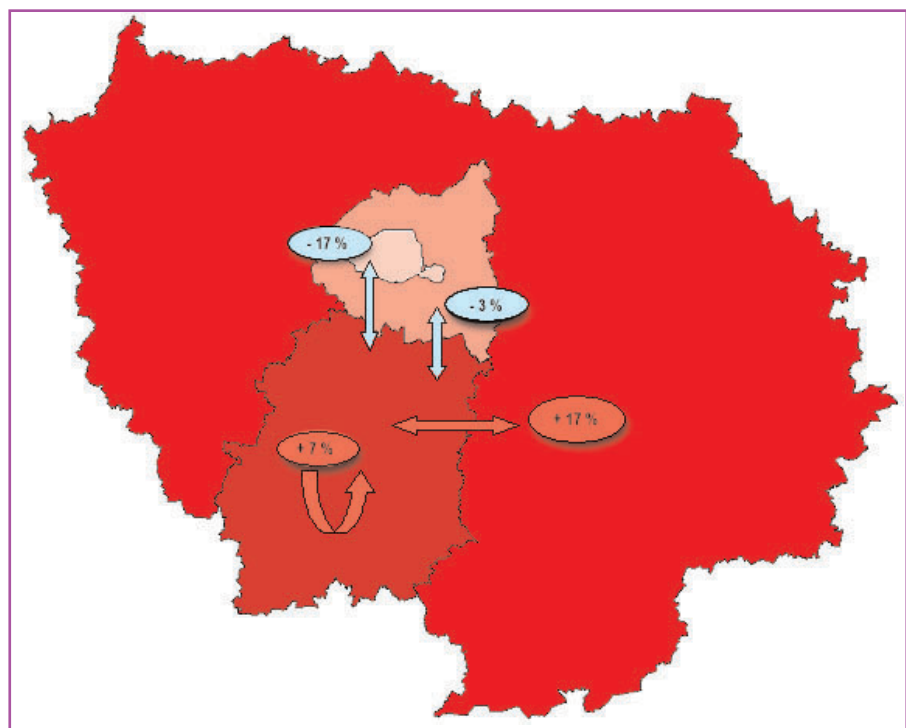 - 17 %
- 3 %
+ 17 %
+ 7 %